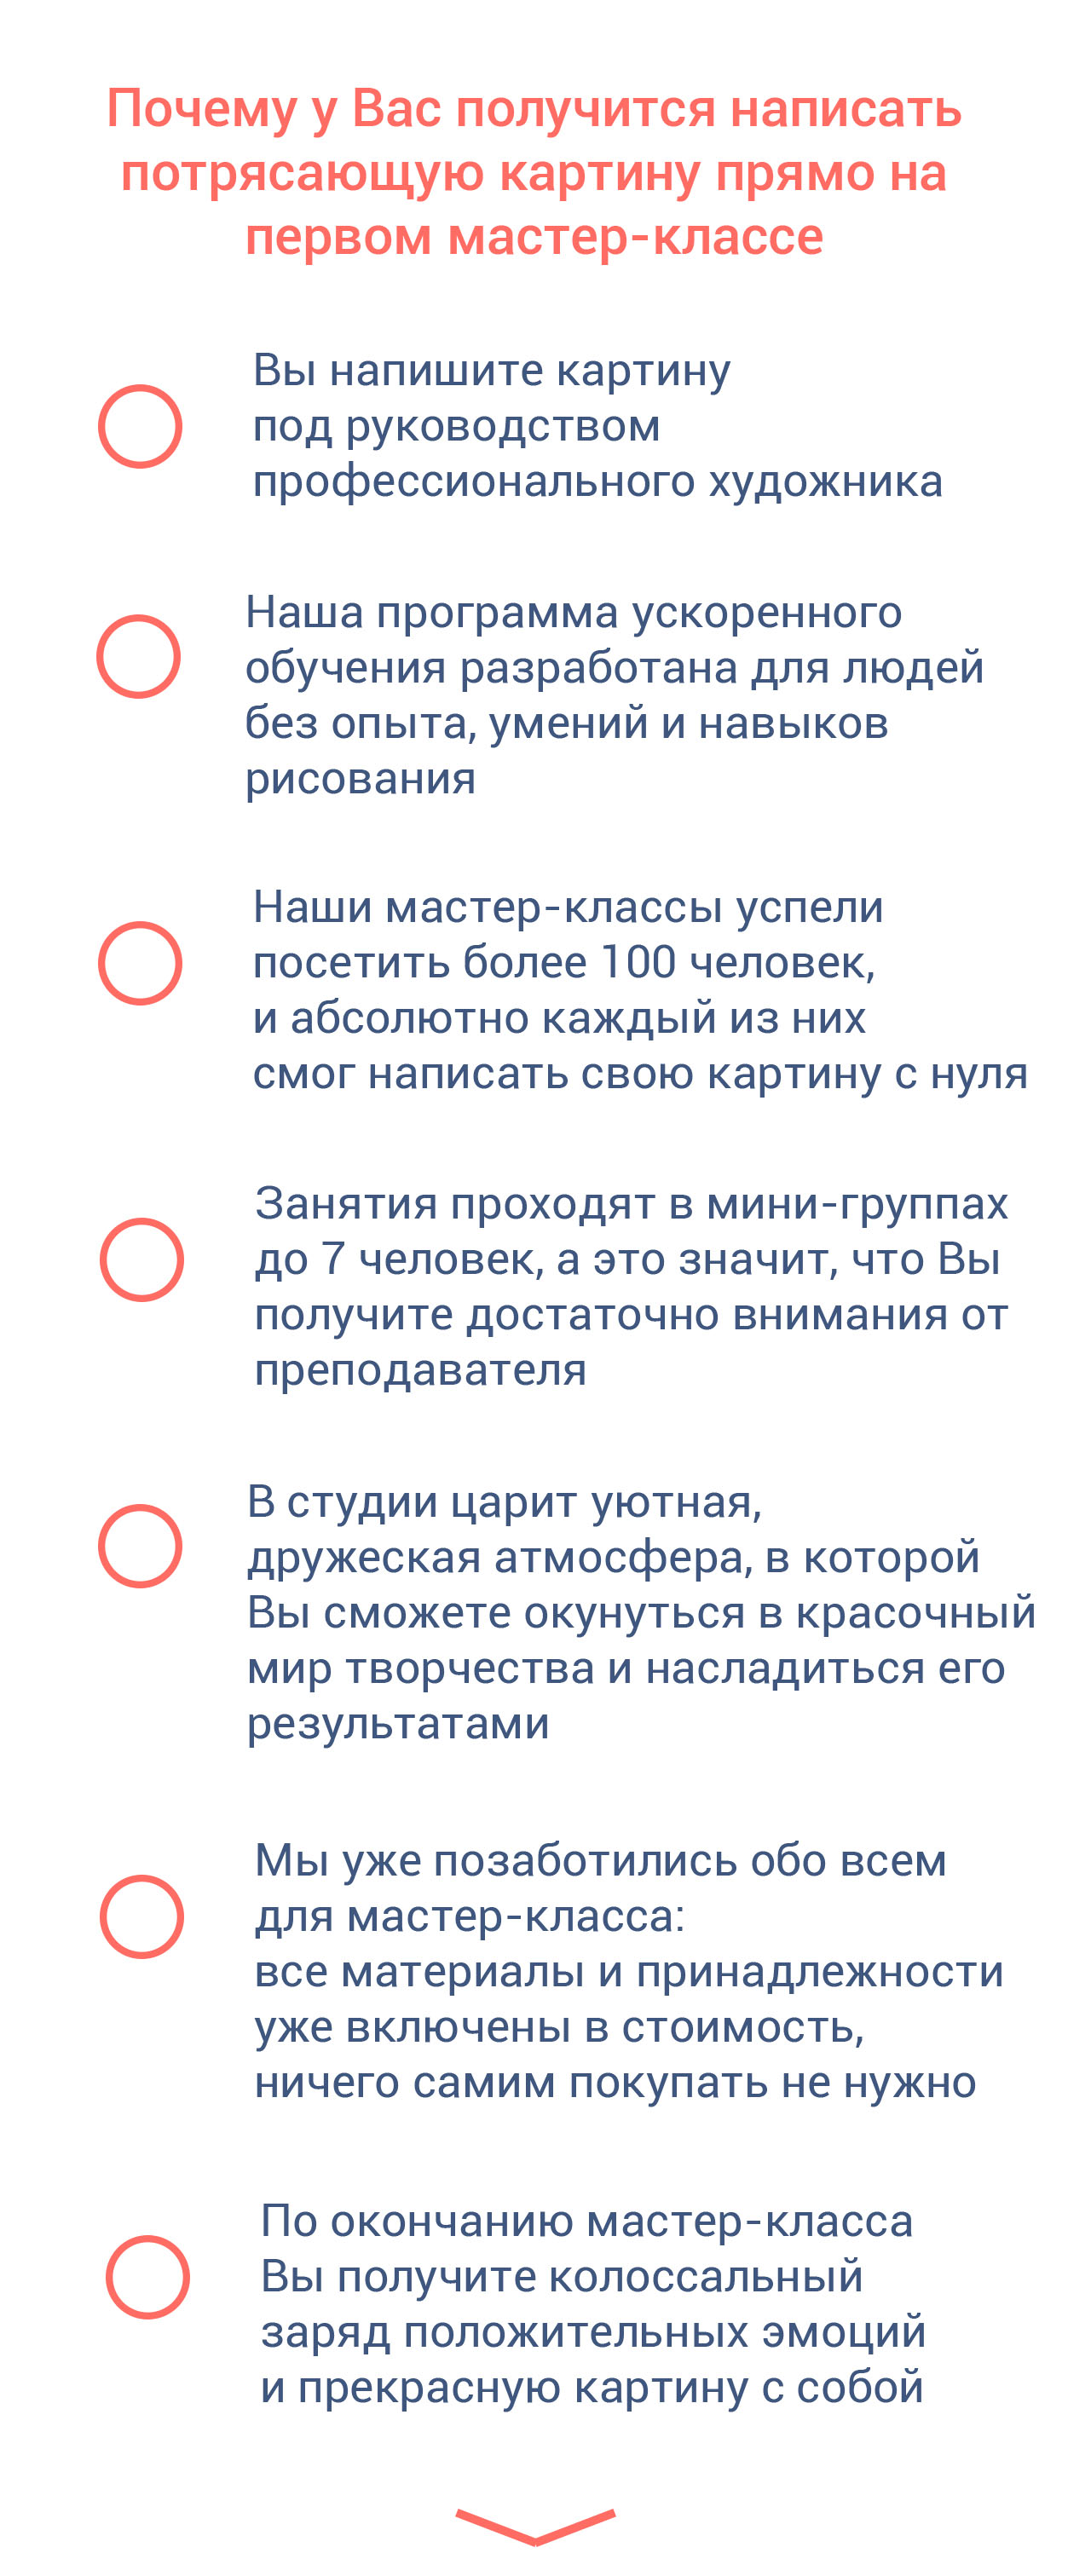 Почему у Вас получится написать
потрясающую картину прямо на
первом мастер-классе
Вы напишите картину
под руководством
профессионального художника
Наша программа ускоренного
обучения разработана для людей
без опыта, умений и навыков
рисования
Наши мастер-классы успели
посетить более 100 человек,
и абсолютно каждый из них
смог написать свою картину с нуля
Занятия проходят в мини-группах
до 7 человек, а это значит, что Вы
получите достаточно внимания от
преподавателя
В студии царит уютная,
дружеская атмосфера, в которой
Вы сможете окунуться в красочный
мир творчества и насладиться его
результатами
Мы уже позаботились обо всем
для мастер-класса:
все материалы и принадлежности
уже включены в стоимость,
ничего самим покупать не нужно
По окончанию мастер-класса
Вы получите колоссальный
заряд положительных эмоций
и прекрасную картину с собой